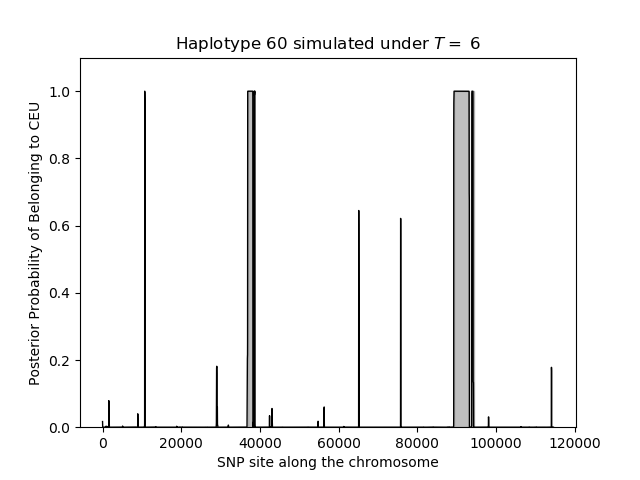 Haplotype 60 simulated under T = 6
Posterior Probability of Belonging to CEU
1.0
0.8
0.6
0.4
0.2
0.0
0 20000 40000 60000 80000 100000 120000
SNP site along the chromosome